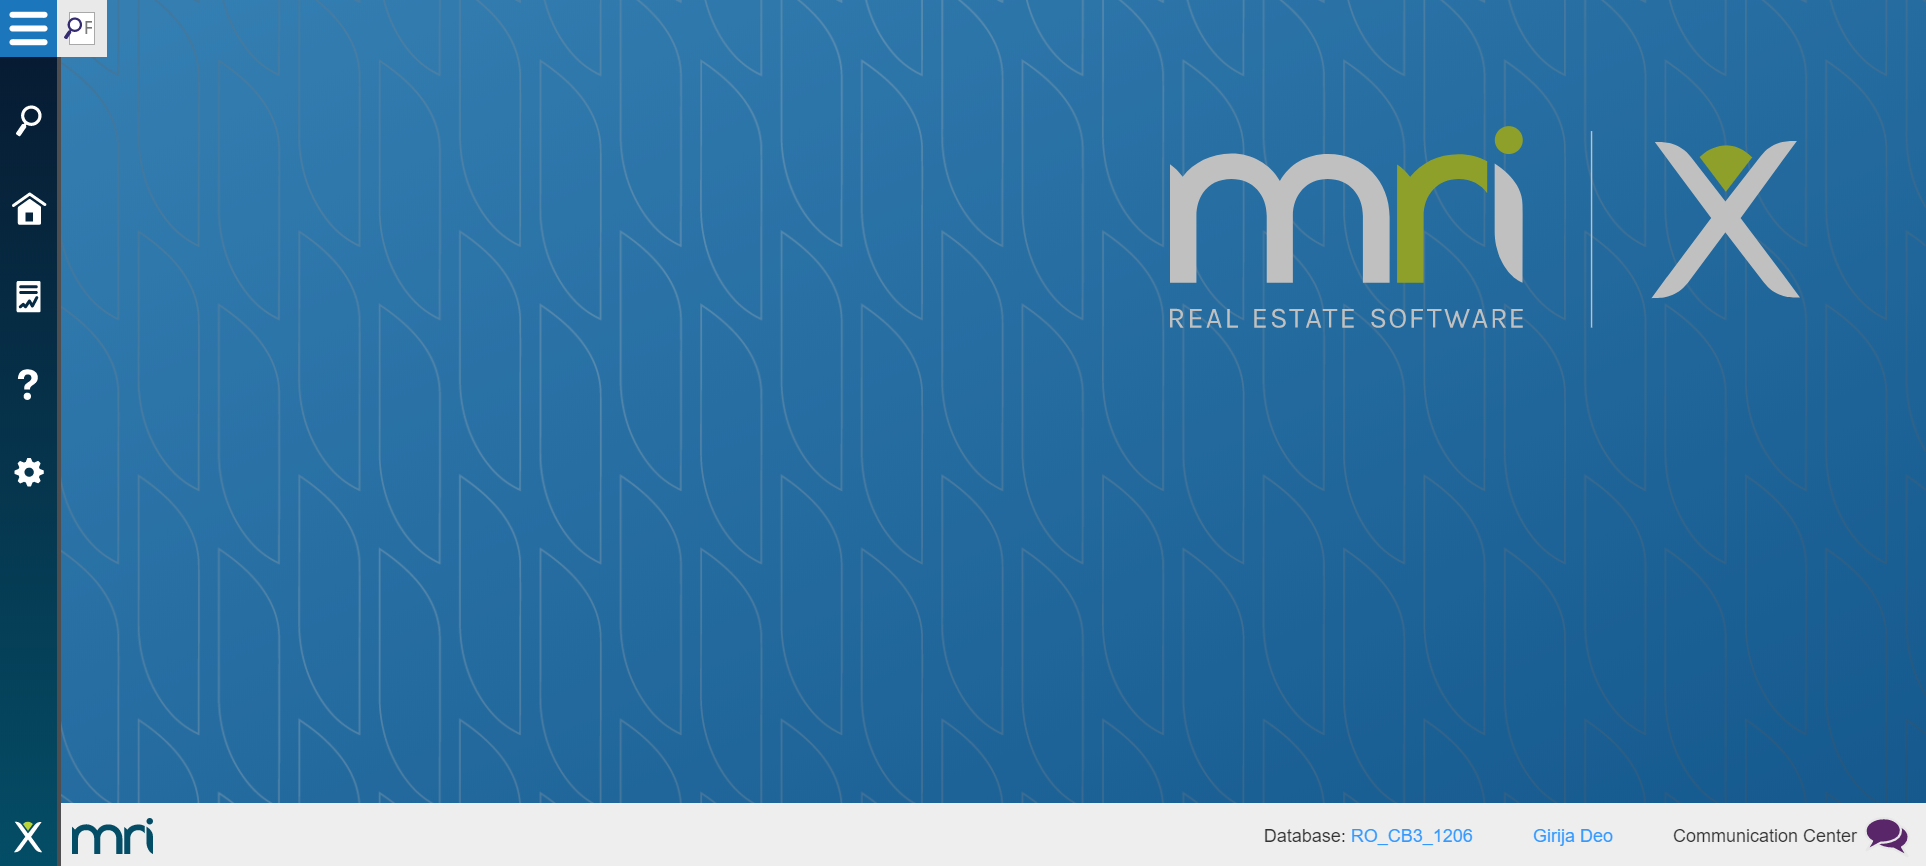 F
mri
X
REAL ESTATE SOFTWARE
?
X
mri
Database: RO_CB3_1206
Girija Deo
Communication Center